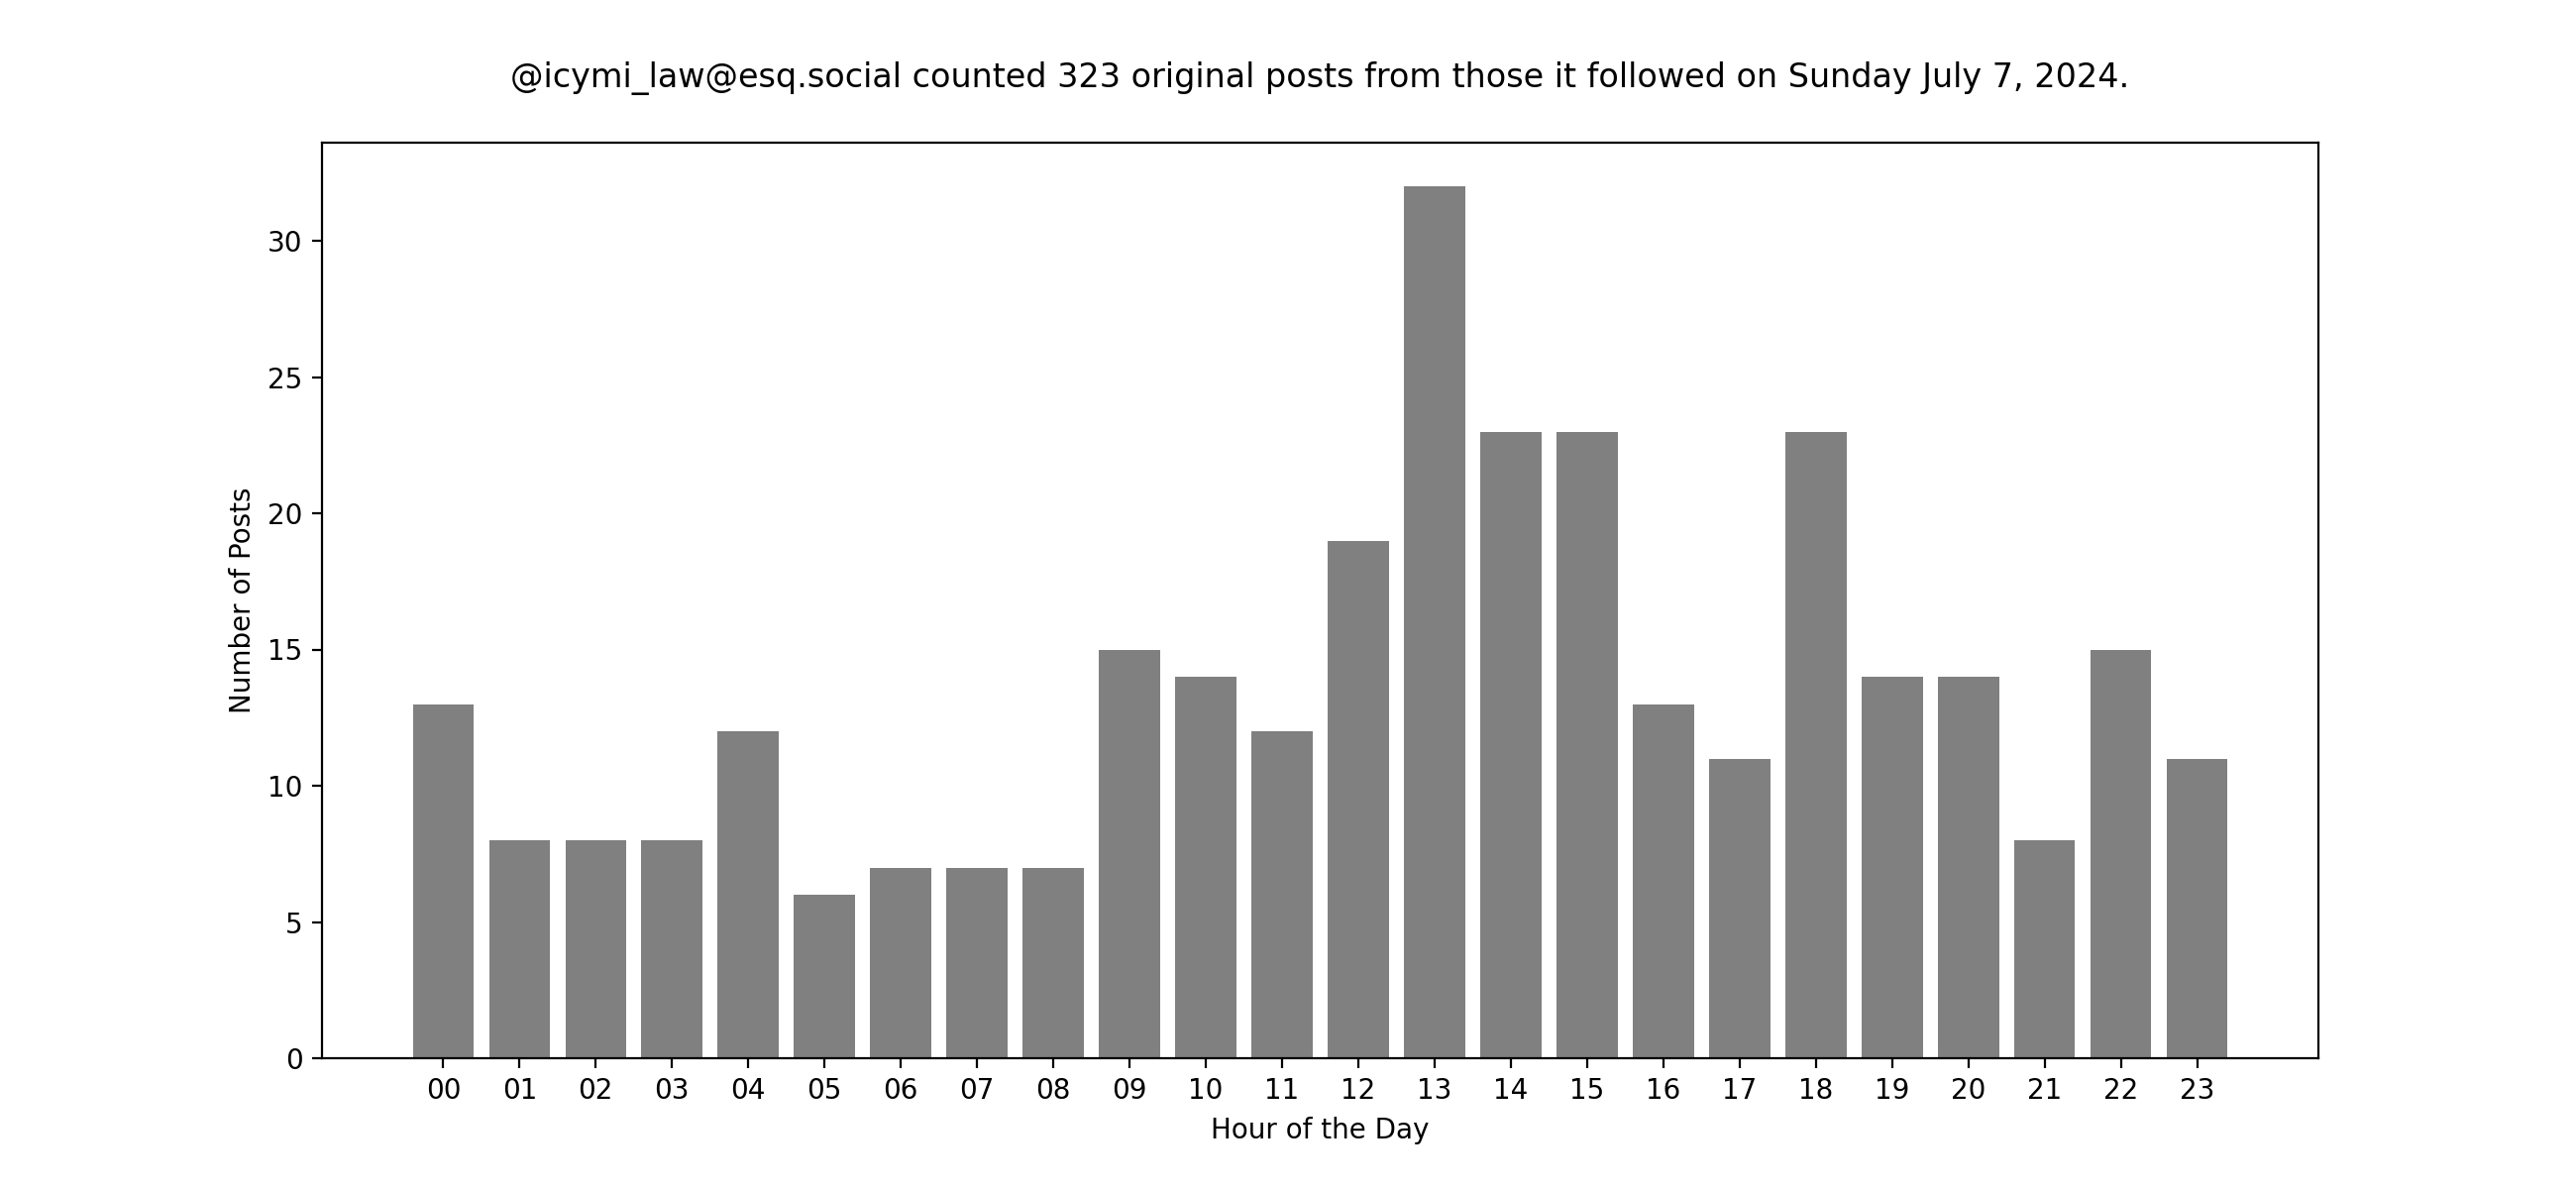 @icymi_law@esq.social counted 323 original posts from those it followed on Sunday July 7, 2024.
30
25
20
15
10
5
0
Number of Posts
00 01 02 03 04 05 06 07 08 09 10 11 12 13 14 15 16 17 18 19 20 21 22 23
Hour of the Day